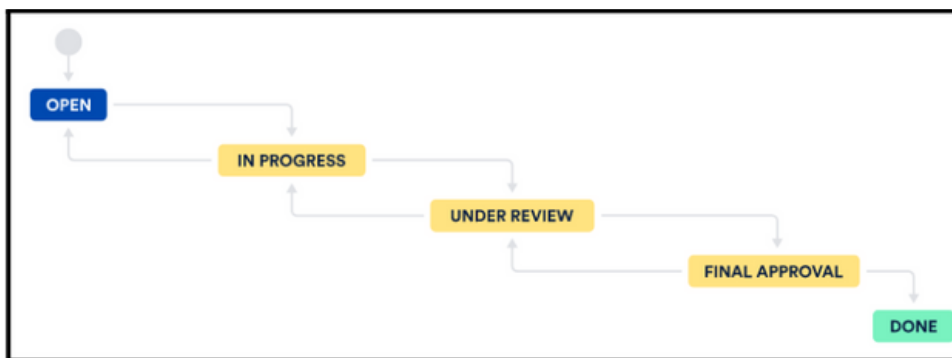 OPEN
IN PROGRESS
UNDER REVIEW
FINAL APPROVAL
DONE